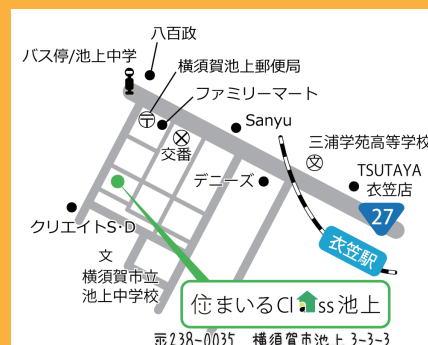 八百政
バス停/池上中学
横須賀池上郵便局
ファミリーマート
Sanyu
交番
三浦学苑高等学校
文
TSUTAYA
衣笠店
デニーズ
27
クリエイトS・D
衣笠駅
文
横須賀市立
池上中学校
住まいるClass池上
〒238-0035 横須賀市池上 3-3-3